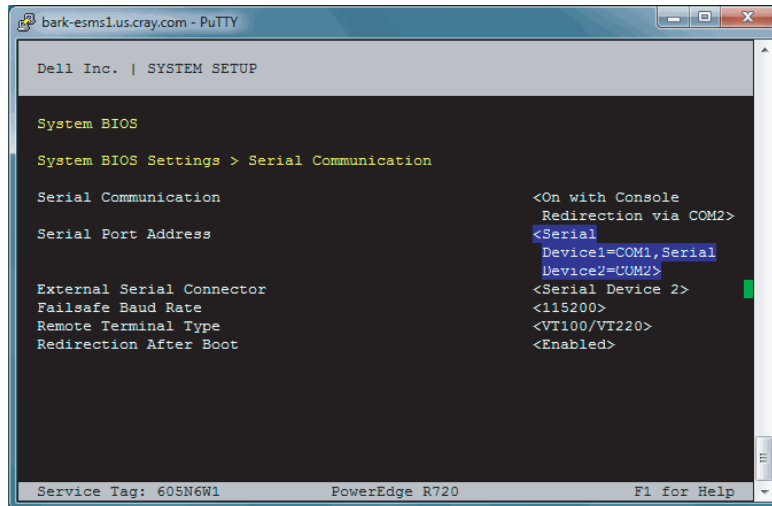 bark-esms1.us.cray.com - PuTTY
Dell Inc. | SYSTEM SETUP
System BIOS
System BIOS Settings > Serial Communication
Serial Communication <On with Console
Redirection via COM2>
Serial Port Address <Serial
Device1=COM1,Serial
Device2=COM2>
External Serial Connector <Serial Device 2>
Failsafe Baud Rate <115200>
Remote Terminal Type <VT100/VT220>
Redirection After Boot <Enabled>
Service Tag: 605N6W1 PowerEdge R720 F1 for Help